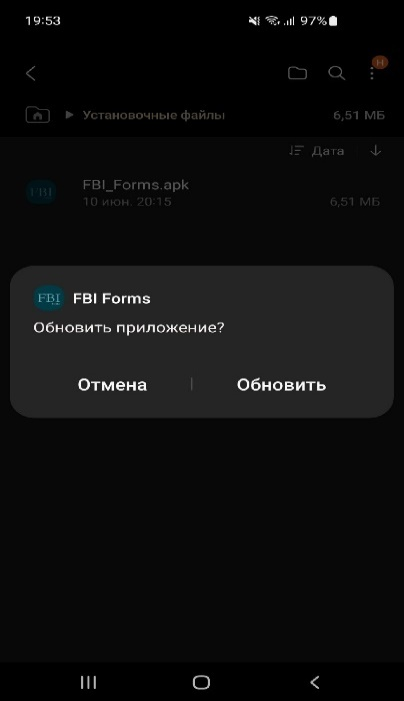 19:53 97%
H
Установочные файлы 6,51 МБ
Дата
FBI FBI_Forms.apk
10 июн. 20:15 6,51 МБ
FBI FBI Forms
Обновить приложение?
Отмена | Обновить